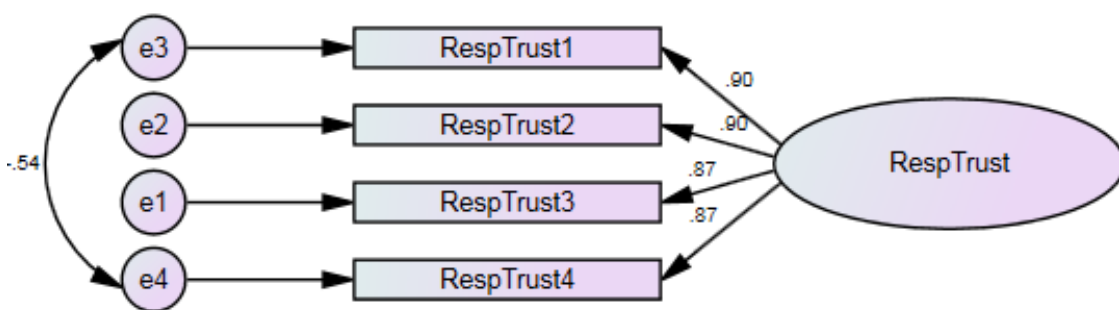 e3
RespTrust1
.90
e2
RespTrust2
.90
-.54
RespTrust
e1
RespTrust3
.87
.87
e4
RespTrust4